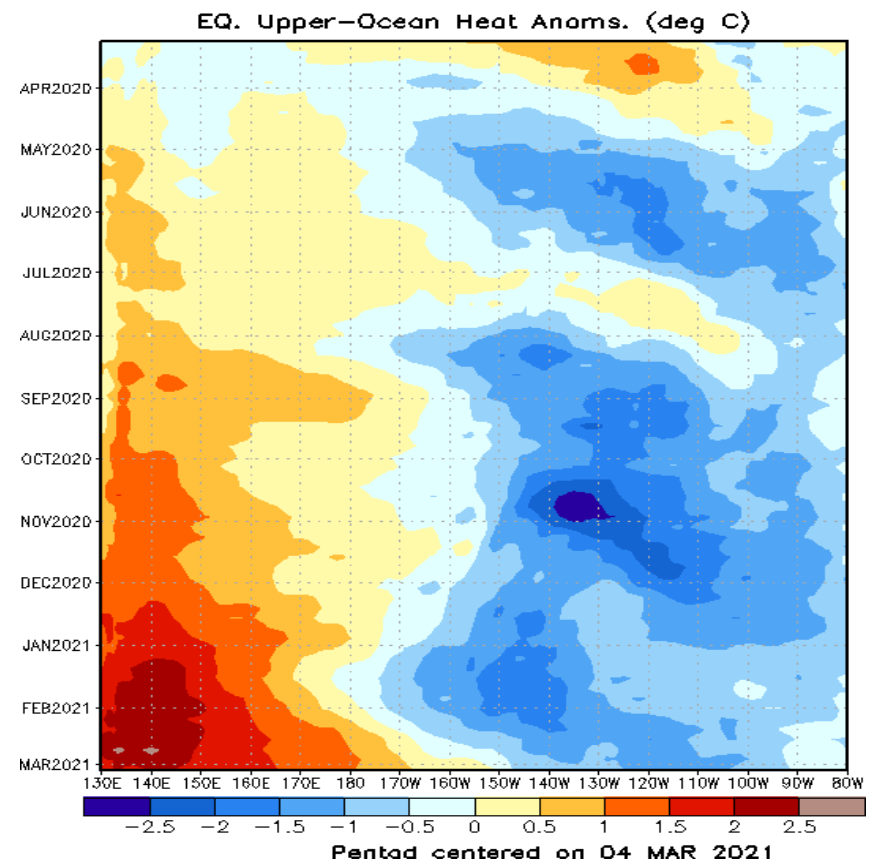 EQ. Upper-Ocean Heat Anoms. (deg C)
APR2020
MAY2020
JUN2020
JUL2020
AUG2020
SEP2020
OCT2020
NOV2020
DEC2020
JAN2021
FEB2021
MAR2021
130E 140E 150E 160E 170E 180 170W 160W 150W 140W 130W 120W 110W 100W 90W 80W
-2.5 -2 -1.5 -1 -0.5 0 0.5 1 1.5 2 2.5
Pentad centered on 04 MAR 2021